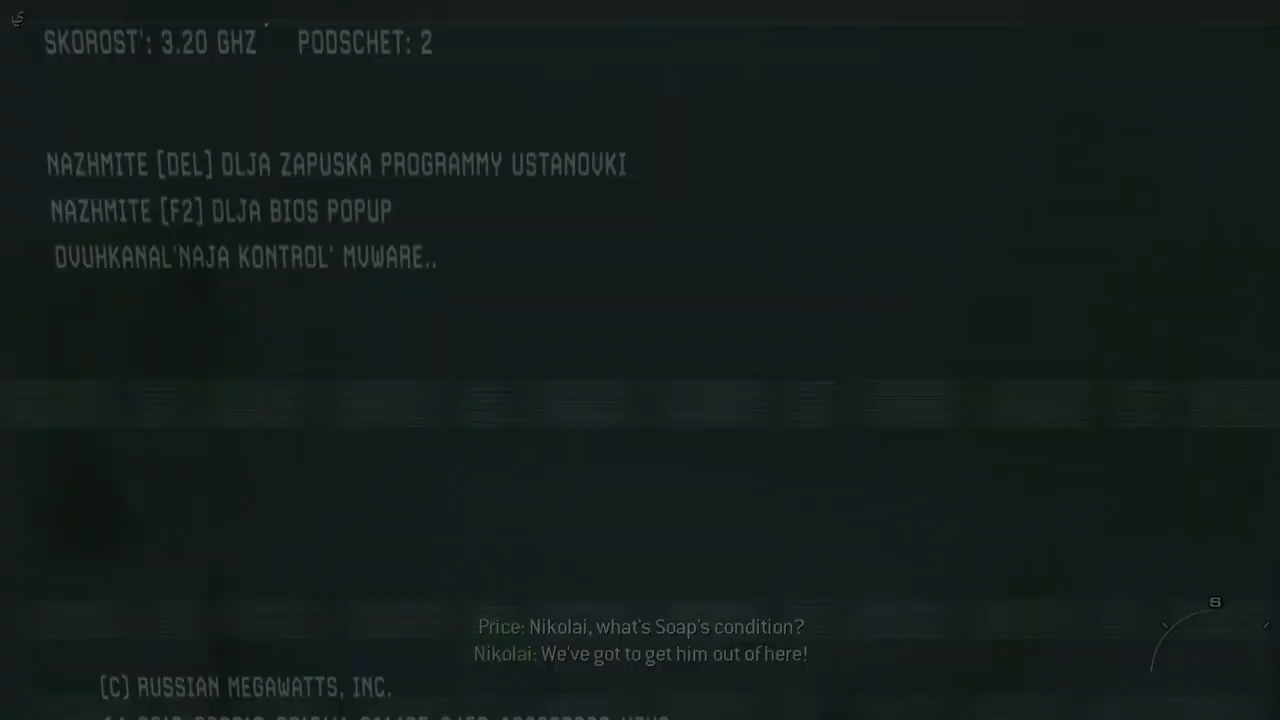 ي
SKOROST': 3.20 GHZ PODSCHET: 2
NAZHMITE [DEL] DLJA ZAPUSKA PROGRAMMY USTANOVKI
NAZHMITE [F2] DLJA BIOS POPUP
DVUHKANAL'NAJA KONTROL' MVWARE..
S
Price: Nikolai, what's Soap's condition?
Nikolai: We've got to get him out of here!
[C] RUSSIAN MEGAWATTS, INC.